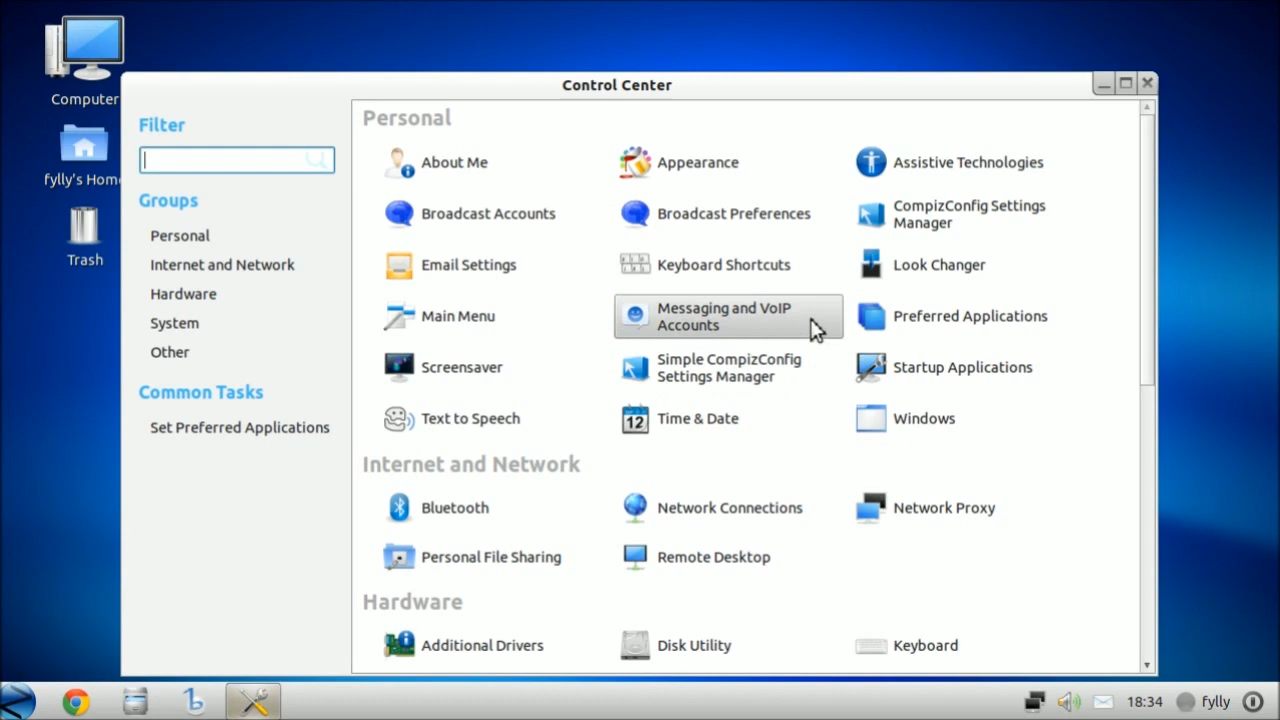 Computer
fylly's Hom
Trash
Control Center
Filter
Groups
Personal
Internet and Network
Hardware
System
Other
Common Tasks
Set Preferred Applications
Personal
About Me
Appearance
Assistive Technologies
Broadcast Accounts
Broadcast Preferences
CompizConfig Settings
Manager
Email Settings
Keyboard Shortcuts
Look Changer
Main Menu
Messaging and VoIP
Accounts
Preferred Applications
Screensaver
Simple CompizConfig
Settings Manager
Startup Applications
Text to Speech
12
Time & Date
Windows
Internet and Network
Bluetooth
Network Connections
Network Proxy
Personal File Sharing
Remote Desktop
Hardware
Additional Drivers
Disk Utility
Keyboard
18:34
fylly